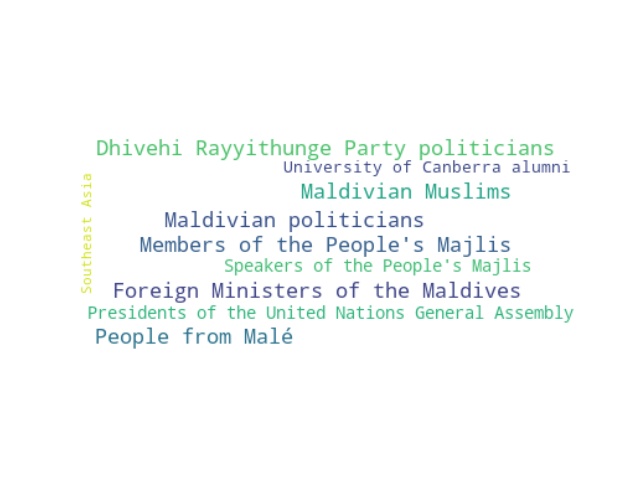 Dhivehi Rayyithunge Party politicians
University of Canberra alumni
Maldivian Muslims
Southeast Asia
Maldivian politicians
Members of the People's Majlis
Speakers of the People's Majlis
Foreign Ministers of the Maldives
Presidents of the United Nations General Assembly
People from Malé